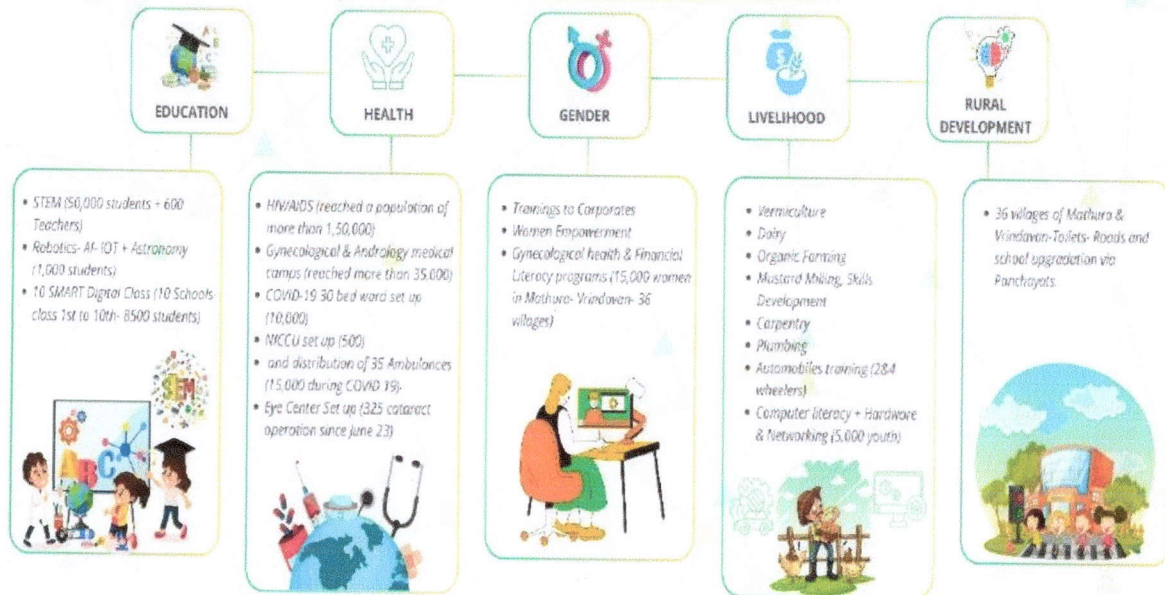 EDUCATION
HEALTH
GENDER
LIVELIHOOD
RURAL
DEVELOPMENT
• STEM (50,000 students + 600
Teachers)
• Robotics- AI- IOT + Astronomy
(1,000 students)
• 10 SMART Digital Class (10 Schools-
class 1st to 10th- 8500 students)
STEM
ABC
• HIV/AIDS (reached a population of
more than 1,50,000)
• Gynecological & Andrology medical
camps (reached more than 35,000)
• COVID-19 30 bed ward set up
(10,000)
• NICCU set up (500)
• and distribution of 35 Ambulances
(15,000 during COVID 19)-
• Eye Center Set up (325 cataract
operation since June 23)
• Trainings to Corporates
• Women Empowerment
• Gynecological health & Financial
Literacy programs (15,000 women
in Mathura- Vrindavan- 36
villages)
• Vermiculture
• Dairy
• Organic Farming
• Mustard Milling, Skills
Development
• Carpentry
• Plumbing
• Automobiles training (2&4
wheelers)
• Computer literacy + Hardware
& Networking (5,000 youth)
• 36 villages of Mathura &
Vrindavan-Toilets- Roads and
school upgradation via
Panchayats.